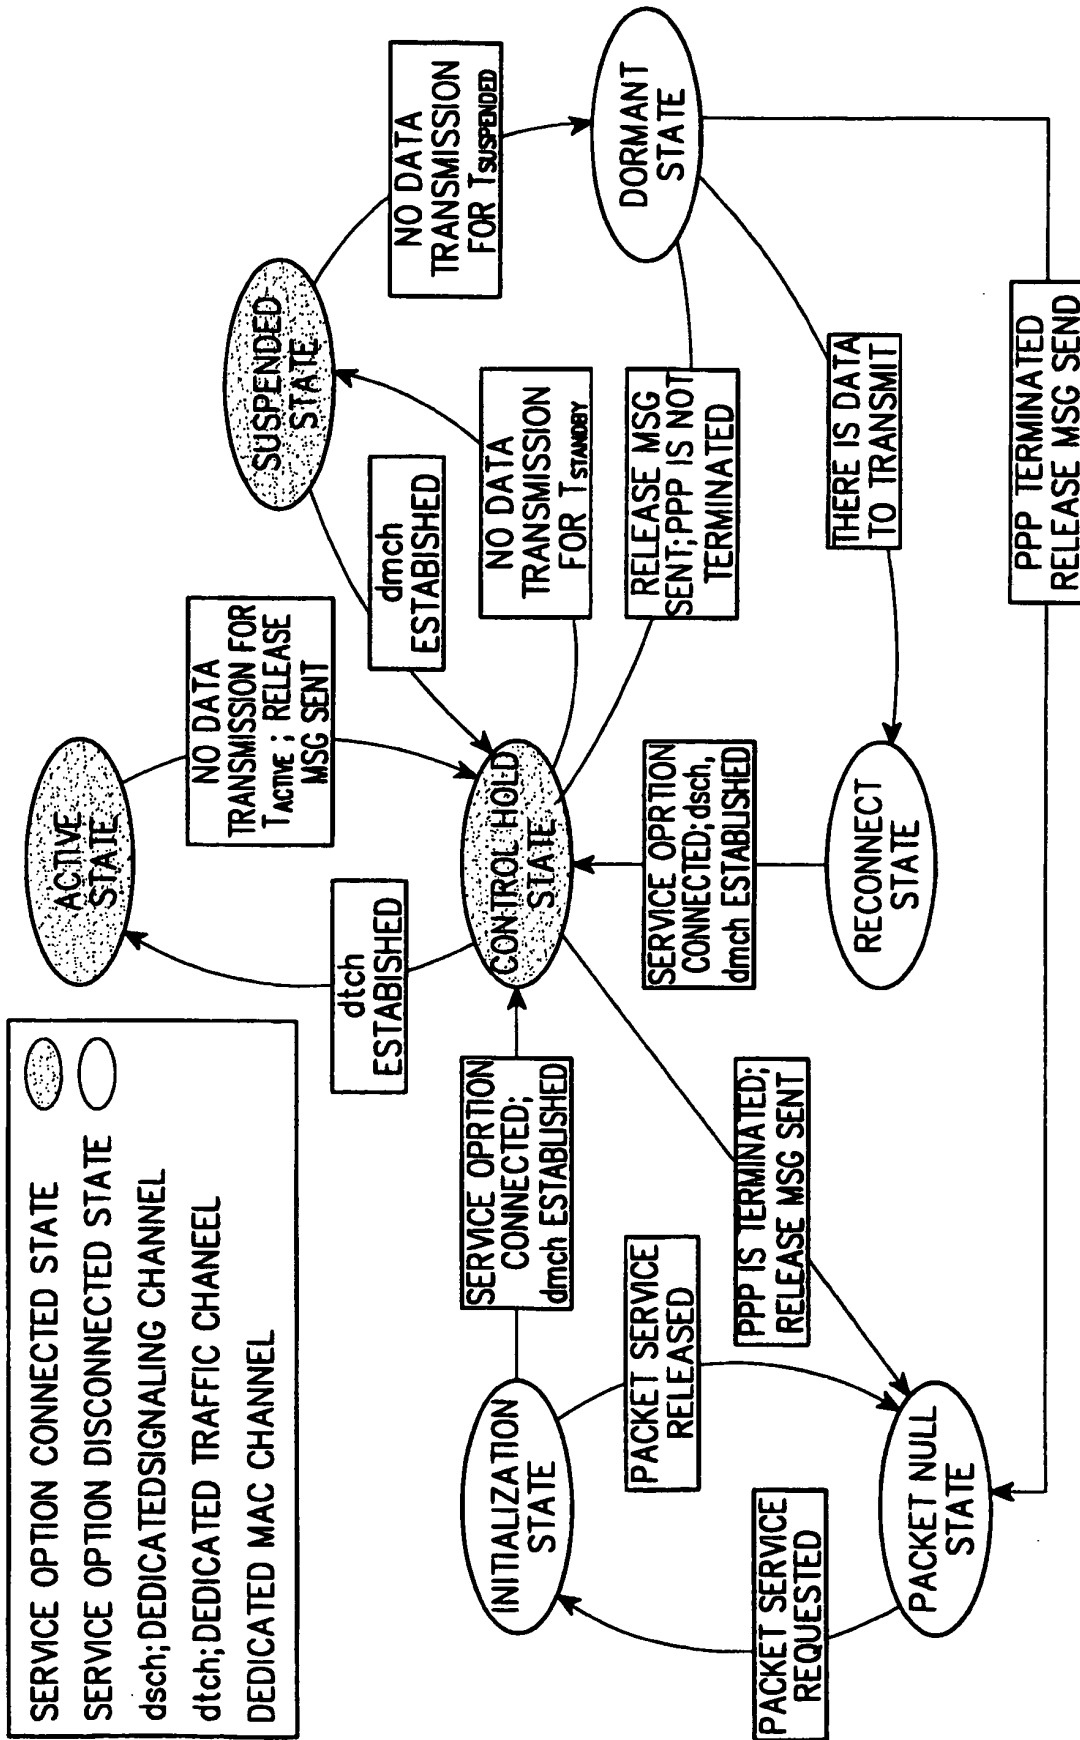 SERVICE OPTION CONNECTED STATE
SERVICE OPTION DISCONNECTED STATE
dsch;DEDICATEDSIGNALING CHANNEL
dtch;DEDICATED TRAFFIC CHANEEL
DEDICATED MAC CHANNEL
ACTIVE
STATE
NO DATA
TRANSMISSION FOR
TACTIVE ; RELEASE
MSG SENT
dtch
ESTABISHED
SUSPENDED
STATE
dmch
ESTABISHED
NO DATA
TRANSMISSION
FOR TSUSPENDED
NO DATA
TRANSMISSION
FOR TSTANDBY
INITIALIZATION
STATE
SERVICE OPRTION
CONNECTED;
dmch ESTABLISHED
CONTROL HOLD
STATE
DORMANT
STATE
RELEASE MSG
SENT;PPP IS NOT
TERMINATED
PACKET SERVICE
RELEASED
SERVICE OPRTION
CONNECTED;dsch,
dmch ESTABLISHED
PPP IS TERMINATED;
RELEASE MSG SENT
THERE IS DATA
TO TRANSMIT
PACKET SERVICE
REQUESTED
PACKET NULL
STATE
RECONNECT
STATE
PPP TERMINATED
RELEASE MSG SEND